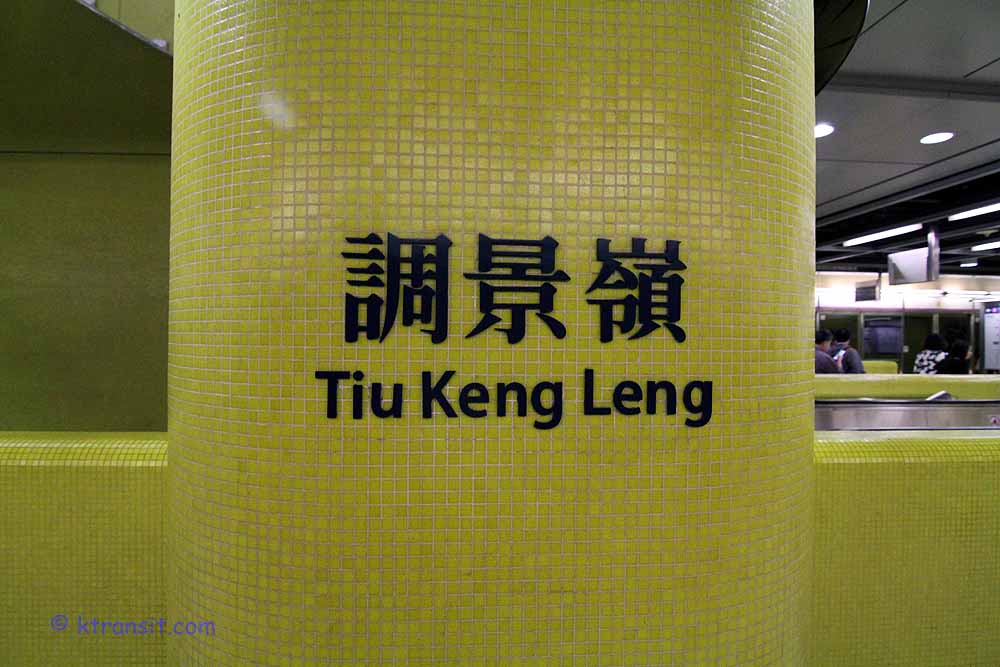 調景嶺
Tiu Keng Leng
© ktransit.com